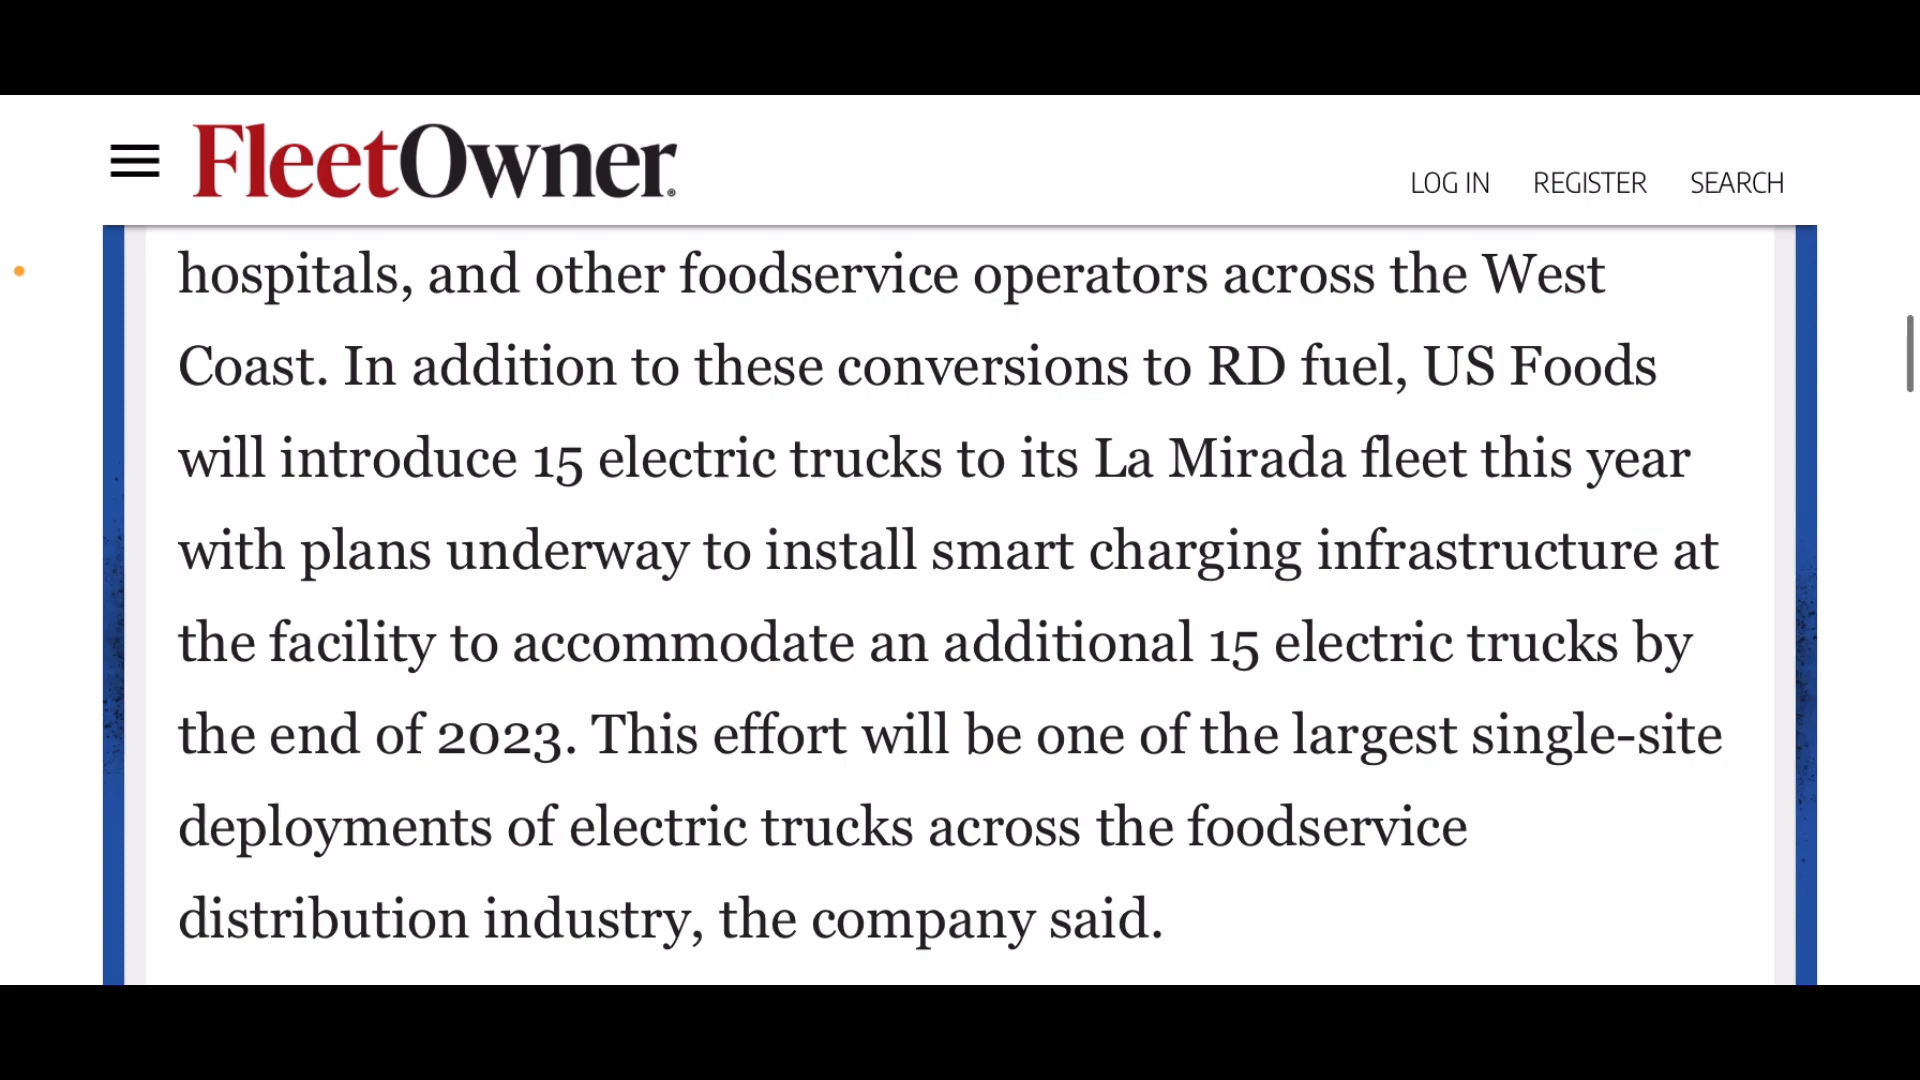 FleetOwner®
LOG IN REGISTER SEARCH
hospitals, and other foodservice operators across the West
Coast. In addition to these conversions to RD fuel, US Foods
will introduce 15 electric trucks to its La Mirada fleet this year
with plans underway to install smart charging infrastructure at
the facility to accommodate an additional 15 electric trucks by
the end of 2023. This effort will be one of the largest single-site
deployments of electric trucks across the foodservice
distribution industry, the company said.